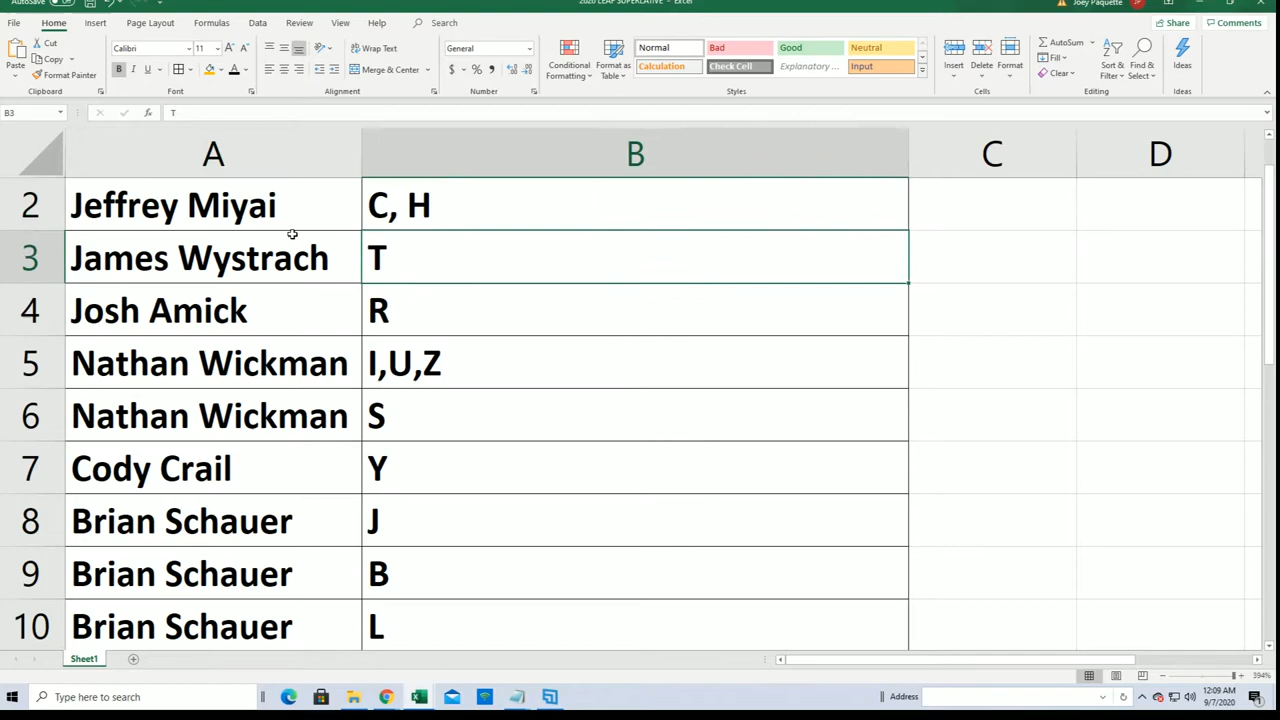 AutoSave Off 2020 LEAF SUPERLATIVE - Excel Joey Paquette JP
File Home Insert Page Layout Formulas Data Review View Help Search Share Comments
Paste Cut Copy Format Painter Clipboard
Calibri 11 Font
Wrap Text Merge & Center Alignment
General Number
Conditional Formatting Format as Table
Normal Bad Good Neutral
Calculation Check Cell Explanatory ... Input
Styles
Insert Delete Format Cells
AutoSum Fill Clear Sort & Filter Find & Select Editing
Ideas Ideas
B3 fx T
A B C D
2 Jeffrey Miyai C, H
3 James Wystrach T
4 Josh Amick R
5 Nathan Wickman I,U,Z
6 Nathan Wickman S
7 Cody Crail Y
8 Brian Schauer J
9 Brian Schauer B
10 Brian Schauer L
Sheet1
394%
Type here to search Address 12:09 AM
9/7/2020